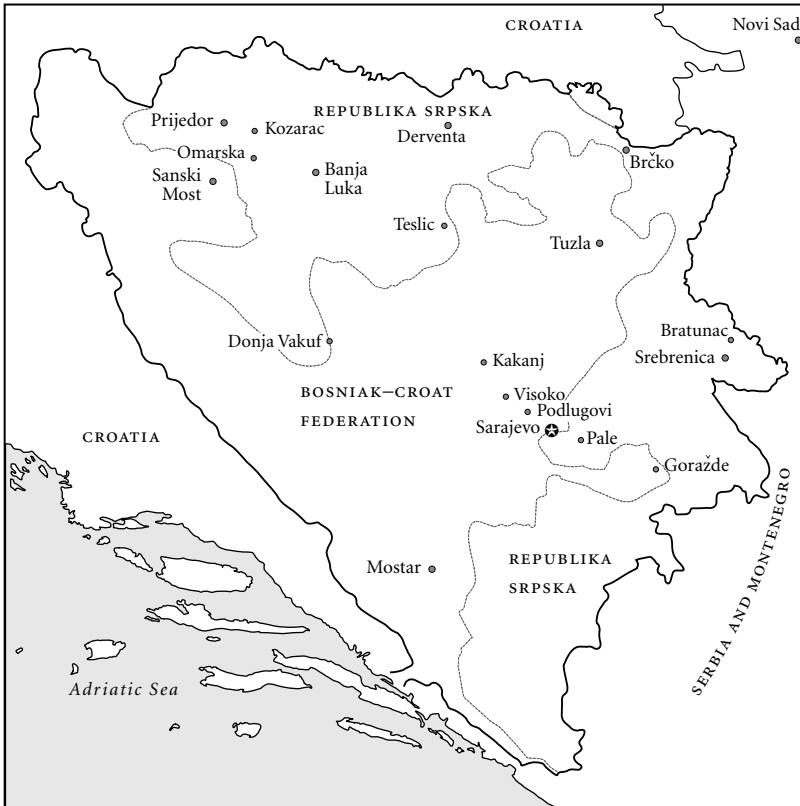 CROATIA
Novi Sad
REPUBLIKA SRPSKA
Prijedor
Kozarac
Derventa
Omarska
Brčko
Sanski
Most
Banja
Luka
Teslic
Tuzla
Donja Vakuf
Bratunac
Kakanj
Srebrenica
BOSNIAK–CROAT
FEDERATION
Visoko
Podlugovi
Sarajevo
CROATIA
Pale
Goražde
REPUBLIKA
SRPSKA
Mostar
SERBIA AND MONTENEGRO
Adriatic Sea